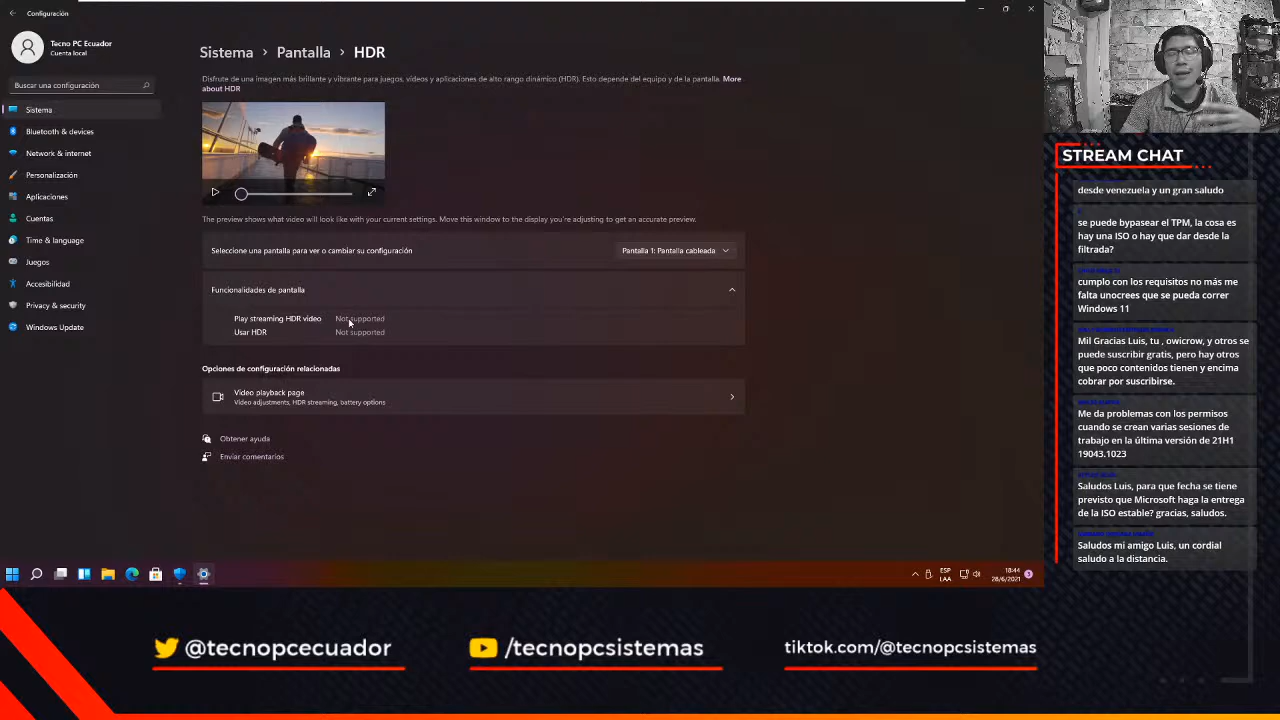 Configuración
Tecno PC Ecuador
Cuenta local
Buscar una configuración
Sistema
Bluetooth & devices
Network & internet
Personalización
Aplicaciones
Cuentas
Time & language
Juegos
Accesibilidad
Privacy & security
Windows Update
Sistema > Pantalla > HDR
Disfrute de una imagen más brillante y vibrante para juegos, vídeos y aplicaciones de alto rango dinámico (HDR). Esto depende del equipo y de la pantalla. More
about HDR
The preview shows what video will look like with your current settings. Move this window to the display you're adjusting to get an accurate preview.
Seleccione una pantalla para ver o cambiar su configuración
Pantalla 1: Pantalla cableada
Funcionalidades de pantalla
Play streaming HDR video Not supported
Usar HDR Not supported
Opciones de configuración relacionadas
Video playback page
Video adjustments, HDR streaming, battery options
Obtener ayuda
Enviar comentarios
ESP
LAA
18:44
28/6/2021
3
STREAM CHAT
desde venezuela y un gran saludo
se puede bypasear el TPM, la cosa es
hay una ISO o hay que dar desde la
filtrada?
cumplo con los requisitos no más me
falta unocrees que se pueda correr
Windows 11
Mil Gracias Luis, tu , owicrow, y otros se
puede suscribir gratis, pero hay otros
que poco contenidos tienen y encima
cobrar por suscribirse.
Me da problemas con los permisos
cuando se crean varias sesiones de
trabajo en la última versión de 21H1
19043.1023
Saludos Luis, para que fecha se tiene
previsto que Microsoft haga la entrega
de la ISO estable? gracias, saludos.
Saludos mi amigo Luis, un cordial
saludo a la distancia.
@tecnopcecuador
/tecnopcsistemas
tiktok.com/@tecnopcsistemas